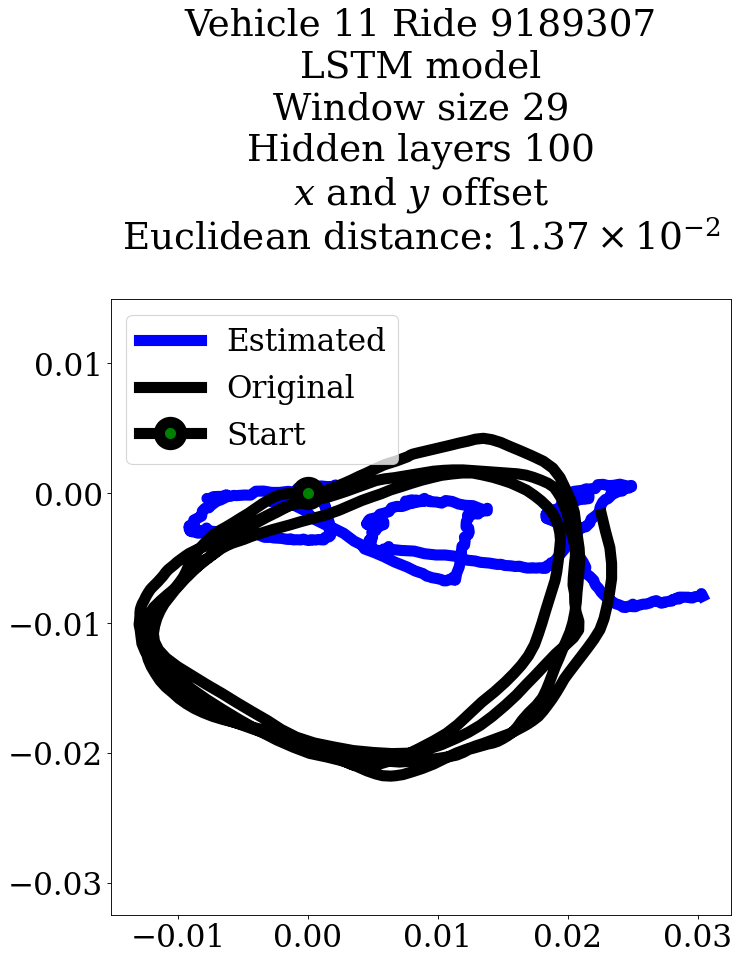 Vehicle 11 Ride 9189307
LSTM model
Window size 29
Hidden layers 100
x and y offset
Euclidean distance: 1.37 × 10⁻²
Estimated
Original
Start
0.01
0.00
−0.01
−0.02
−0.03
−0.01 0.00 0.01 0.02 0.03